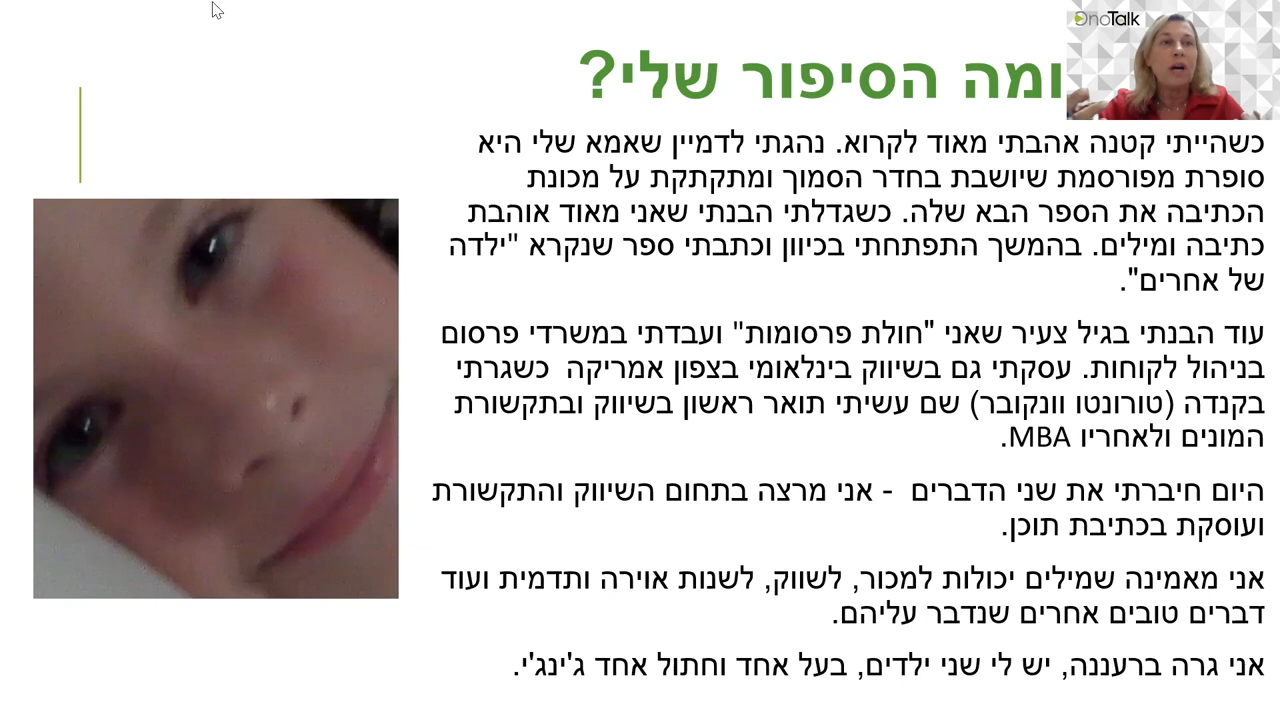 OnoTalk
ומה הסיפור שלי?
כשהייתי קטנה אהבתי מאוד לקרוא. נהגתי לדמיין שאמא שלי היא
סופרת מפורסמת שיושבת בחדר הסמוך ומתקתקת על מכונת
הכתיבה את הספר הבא שלה. כשגדלתי הבנתי שאני מאוד אוהבת
כתיבה ומילים. בהמשך התפתחתי בכיוון וכתבתי ספר שנקרא "ילדה
של אחרים".
עוד הבנתי בגיל צעיר שאני "חולת פרסומות" ועבדתי במשרדי פרסום
בניהול לקוחות. עסקתי גם בשיווק בינלאומי בצפון אמריקה  כשגרתי
בקנדה (טורונטו וונקובר) שם עשיתי תואר ראשון בשיווק ובתקשורת
המונים ולאחריו MBA.
היום חיברתי את שני הדברים  - אני מרצה בתחום השיווק והתקשורת
ועוסקת בכתיבת תוכן.
אני מאמינה שמילים יכולות למכור, לשווק, לשנות אוירה ותדמית ועוד
דברים טובים אחרים שנדבר עליהם.
אני גרה ברעננה, יש לי שני ילדים, בעל אחד וחתול אחד ג'ינג'י.